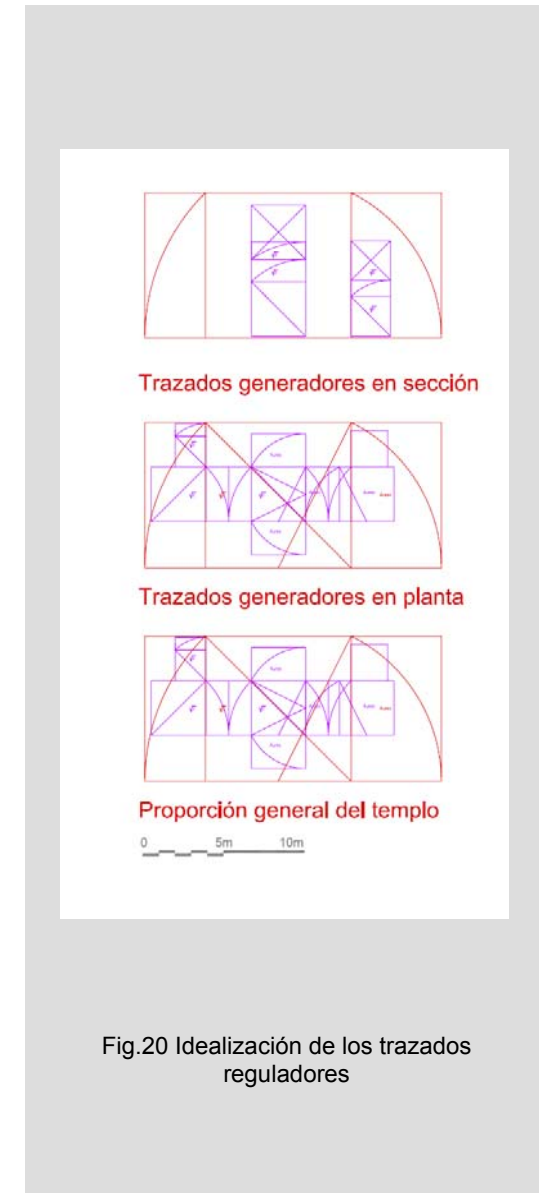 Trazados generadores en sección
Trazados generadores en planta
Proporción general del templo
0 5m 10m
Fig.20 Idealización de los trazados
reguladores